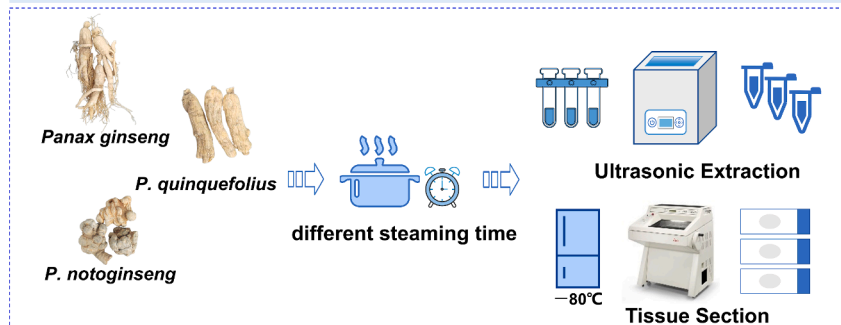 Panax ginseng
P. quinquefolius
P. notoginseng
different steaming time
Ultrasonic Extraction
－80℃
Tissue Section